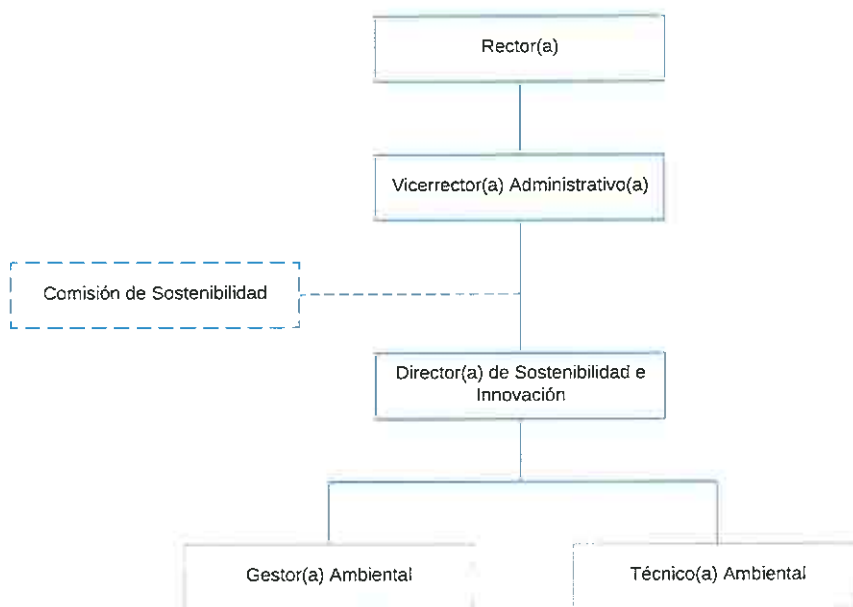 Rector(a)
Vicerrector(a) Administrativo(a)
Comisión de Sostenibilidad
Director(a) de Sostenibilidad e
Innovación
Gestor(a) Ambiental
Técnico(a) Ambiental